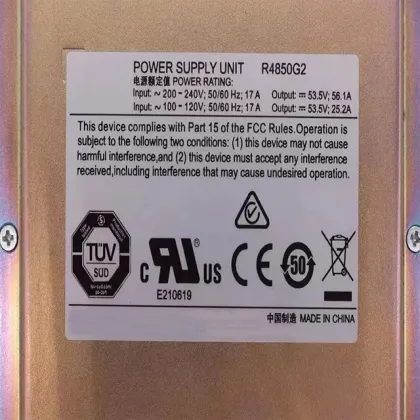 POWER SUPPLY UNIT R4850G2
电源额定值 POWER RATING:
Input: ~ 200 - 240V; 50/60 Hz; 17 A Output: ⎓ 53.5V; 56.1A
Input: ~ 100 - 120V; 50/60 Hz; 17 A Output: ⎓ 53.5V; 25.2A
This device complies with Part 15 of the FCC Rules.Operation is
subject to the following two conditions: (1) this device may not cause
harmful interference,and (2) this device must accept any interference
received,including interference that may cause undesired operation.
TÜV
SÜD
C RU US
E210619
CE
50
中国制造 MADE IN CHINA